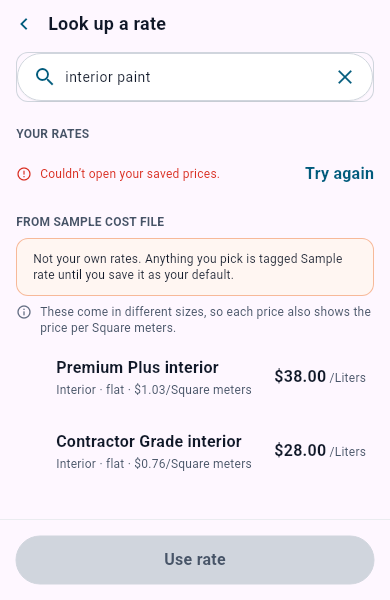 Look up a rate
interior paint
YOUR RATES
Couldn't open your saved prices.
Try again
FROM SAMPLE COST FILE
Not your own rates. Anything you pick is tagged Sample
rate until you save it as your default.
These come in different sizes, so each price also shows the
price per Square meters.
Premium Plus interior
$38.00 /Liters
Interior · flat · $1.03/Square meters
Contractor Grade interior
$28.00 /Liters
Interior · flat · $0.76/Square meters
Use rate